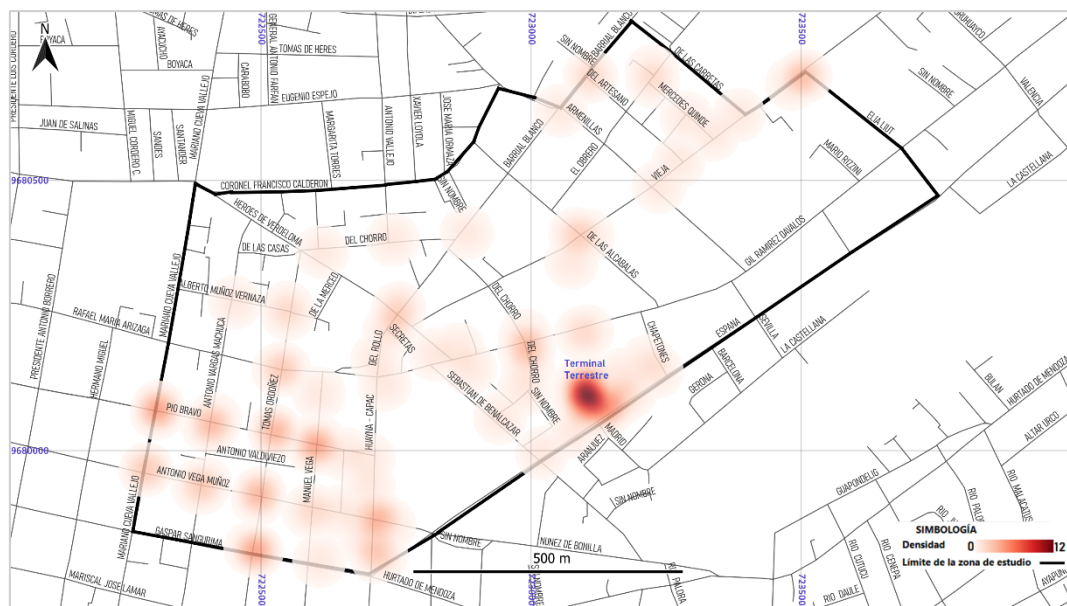 N
722500
723000
723500
9680500
9680000
722500
723000
723500
BOYACA
AYACUCHO
BOYACA
PRESIDENTE LUIS CORDERO
TOMAS DE HERES
GENERAL ANTONIO FARFAN
CARABOBO
EUGENIO ESPEJO
JUAN DE SALINAS
MIGUEL CORDERO C.
SANDES
SANTANDER
MARIANO CUEVA VALLEJO
MARGARITA TORRES
ANTONIO VALLEJO
XAVIER LOYOLA
JOSE MARIA ORMAZA
CORONEL FRANCISCO CALDERON
SIN NOMBRE
BARRIAL BLANCO
SIN NOMBRE
BARRIAL BLANCO
DEL ARTESANO
ARMENILLAS
EL OBRERO
DE LAS CARRETAS
MERCEDES QUINDE
VIEJA
ELIA LIUT
MARIO RIZZINI
SIN NOMBRE
VALENCIA
LA CASTELLANA
HEROES DE VERDELOMA
DE LAS CASAS
DEL CHORRO
DE LAS ALCABALAS
GIL RAMIREZ DAVALOS
ALBERTO MUÑOZ VERNAZA
DE LA MERCED
MARIANO CUEVA VALLEJO
PRESIDENTE ANTONIO BORRERO
RAFAEL MARIA ARIZAGA
HERMANO MIGUEL
ANTONIO VARGAS MACHUCA
DEL ROLLO
SECRETAS
DEL CHORRO
DEL CHORRO
CHAPETONES
ESPAÑA
SEVILLA
LA CASTELLANA
BARCELONA
GERONA
Terminal
Terrestre
SEBASTIAN DE BENALCAZAR
SIN NOMBRE
MADRID
ARANJUEZ
PIO BRAVO
TOMAS ORDOÑEZ
HUAYNA - CAPAC
ANTONIO VALDIVIEZO
MANUEL VEGA
ANTONIO VEGA MUÑOZ
MARIANO CUEVA VALLEJO
GASPAR SANGURIMA
MARISCAL JOSE LAMAR
SIN NOMBRE
SIN NOMBRE
NUÑEZ DE BONILLA
HURTADO DE MENDOZA
GUAPONDELIG
BULAN
HURTADO DE MENDOZA
ALTAR URCO
RIO MALACATUS
RIO PALORA
RIO CUTUCU
RIO CENEPA
RIO DAULE
500 m
SIMBOLOGÍA
Densidad 0 12
Límite de la zona de estudio